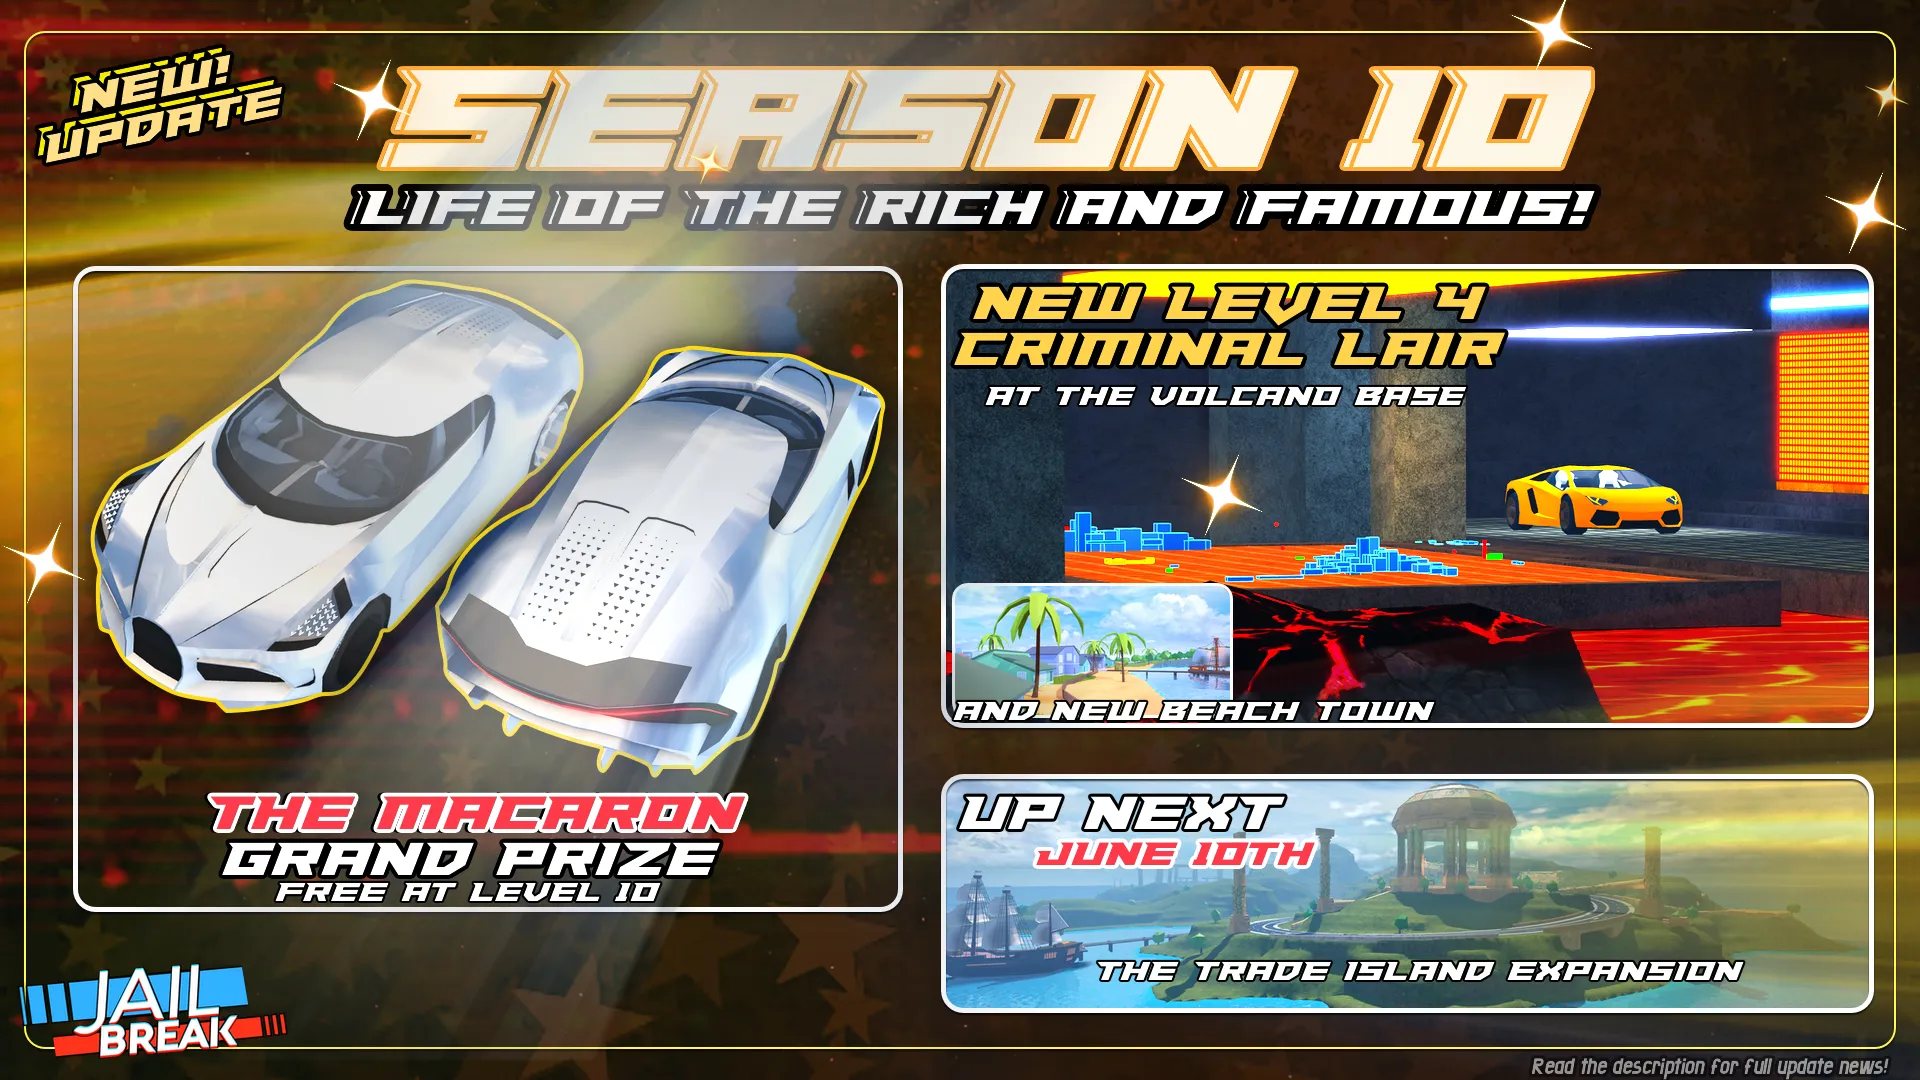 NEW!
UPDATE
SEASON 10
LIFE OF THE RICH AND FAMOUS!
THE MACARON
GRAND PRIZE
FREE AT LEVEL 10
NEW LEVEL 4
CRIMINAL LAIR
AT THE VOLCANO BASE
AND NEW BEACH TOWN
UP NEXT
JUNE 10TH
THE TRADE ISLAND EXPANSION
JAIL
BREAK
Read the description for full update news!